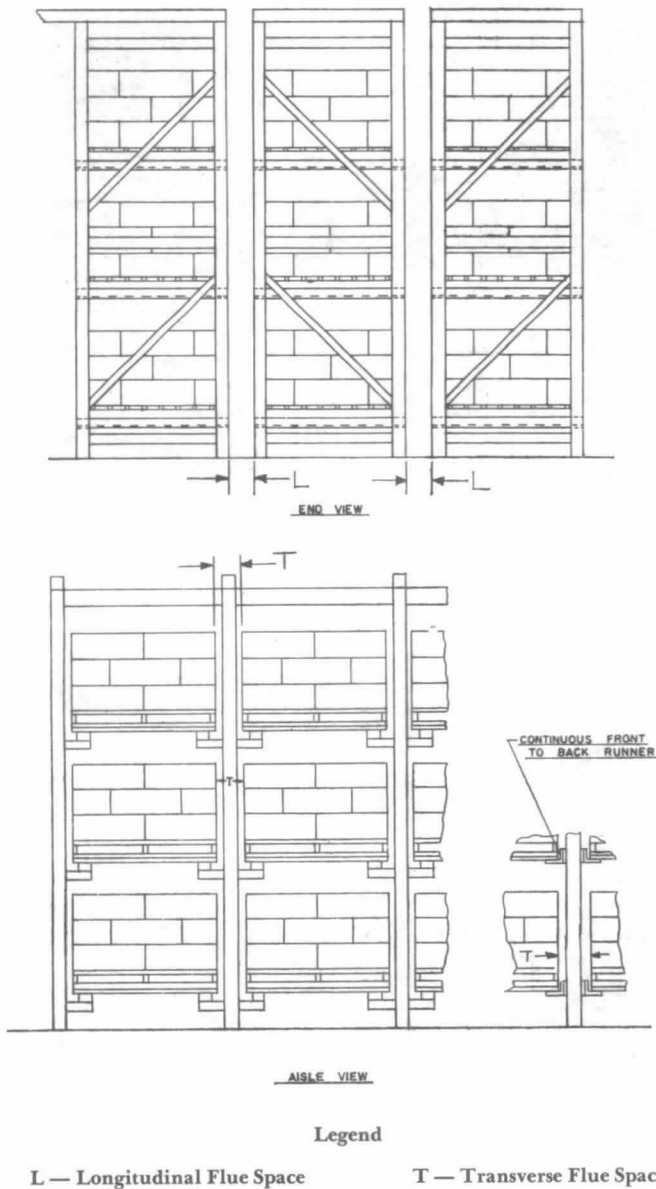 L
L
END VIEW
T
T
CONTINUOUS FRONT
TO BACK RUNNER
T
AISLE VIEW
Legend
L — Longitudinal Flue Space
T — Transverse Flue Spac